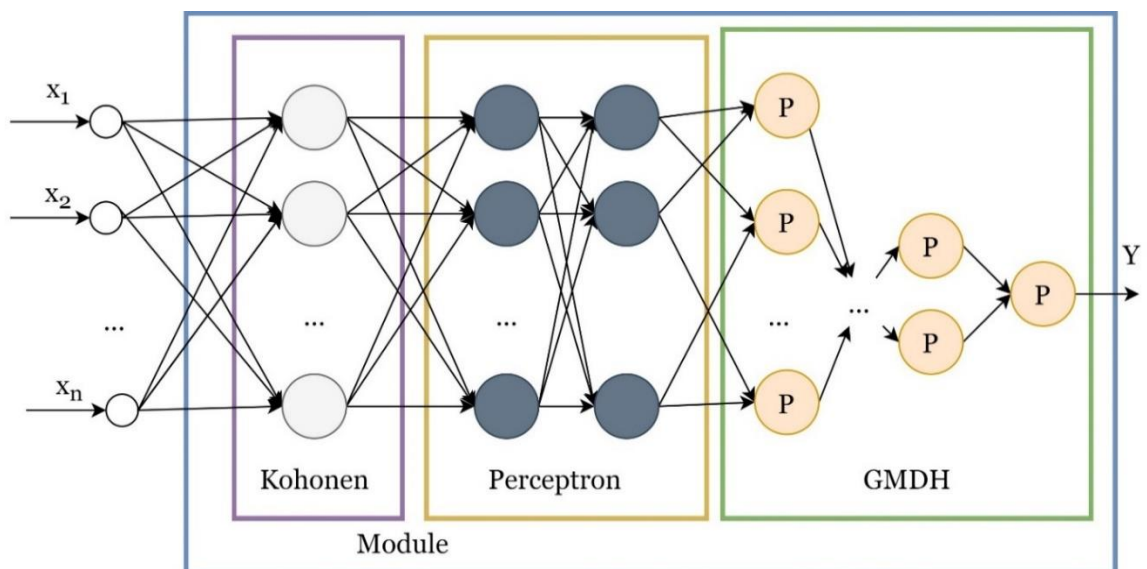 x1
x2
...
xn
...
...
P
P
...
P
...
P
P
P
Y
Kohonen
Perceptron
GMDH
Module